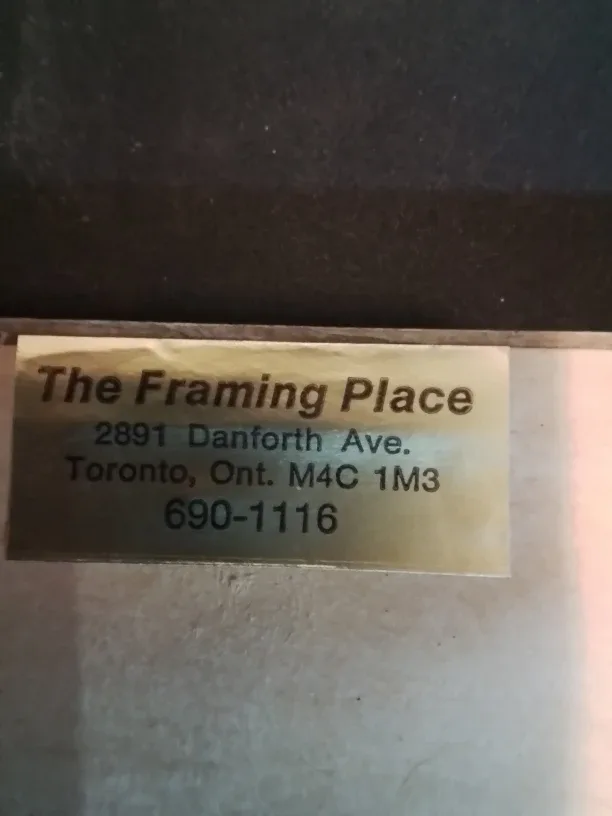 The Framing Place
2891 Danforth Ave.
Toronto, Ont. M4C 1M3
690-1116